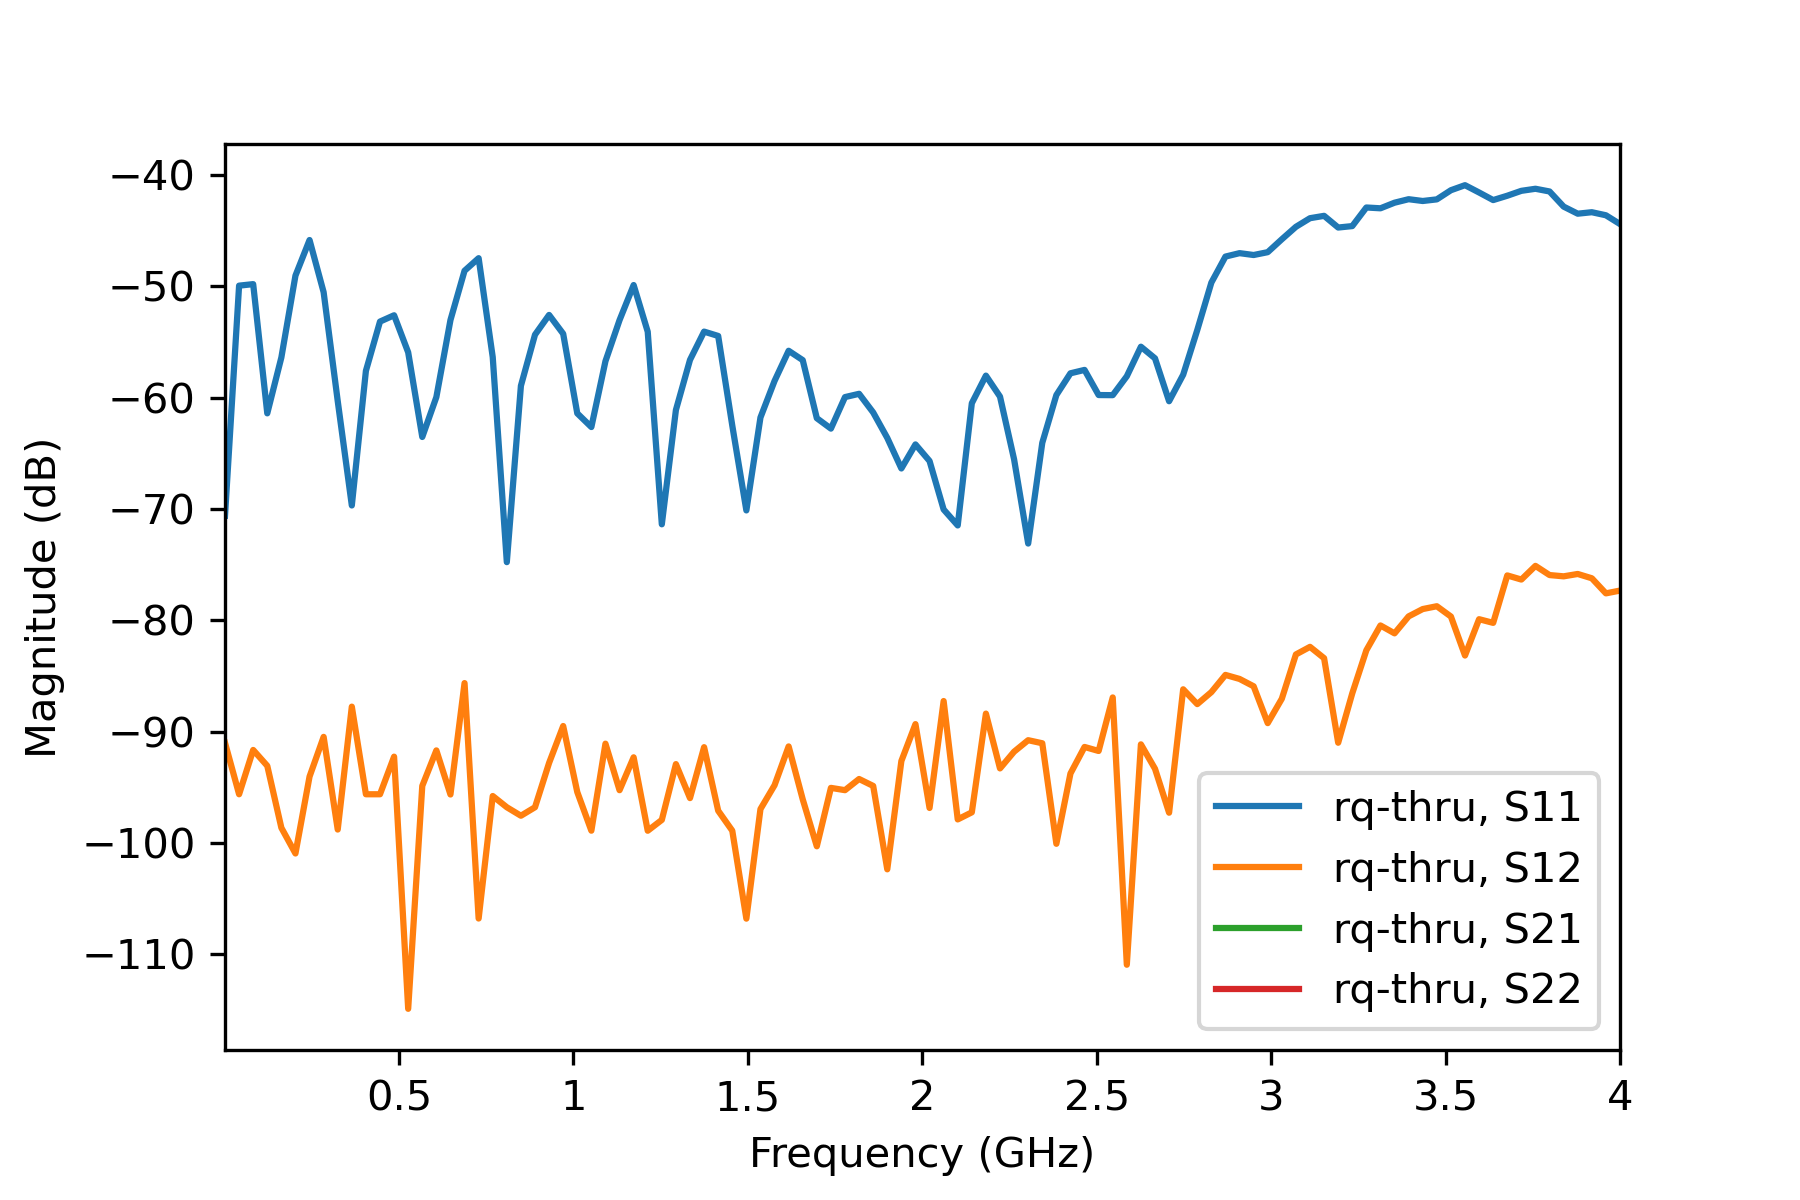 Magnitude (dB)
−40
−50
−60
−70
−80
−90
−100
−110
rq-thru, S11
rq-thru, S12
rq-thru, S21
rq-thru, S22
0.5 1 1.5 2 2.5 3 3.5 4
Frequency (GHz)